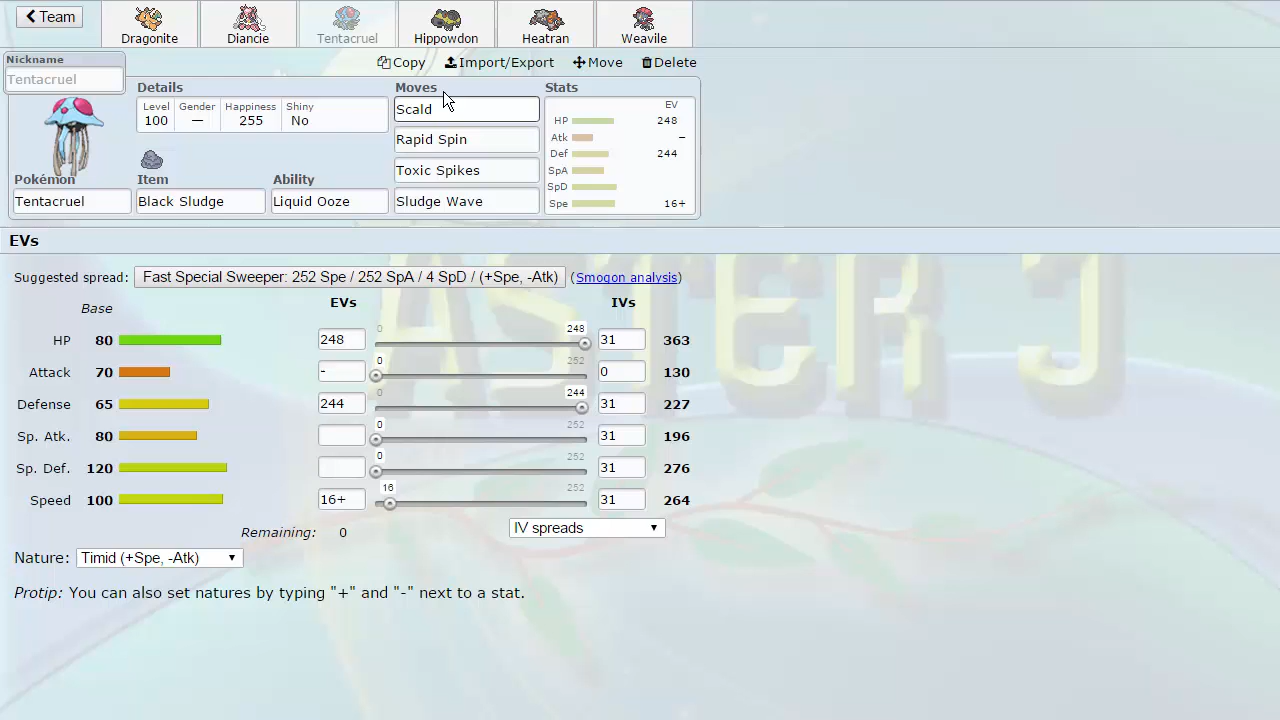 Team
Dragonite
Diancie
Tentacruel
Hippowdon
Heatran
Weavile
Nickname
Tentacruel
Copy
Import/Export
Move
Delete
Details
Level
100
Gender
—
Happiness
255
Shiny
No
Pokémon
Tentacruel
Item
Black Sludge
Ability
Liquid Ooze
Moves
Scald
Rapid Spin
Toxic Spikes
Sludge Wave
Stats
EV
HP 248
Atk –
Def 244
SpA
SpD
Spe 16+
EVs
Suggested spread: Fast Special Sweeper: 252 Spe / 252 SpA / 4 SpD / (+Spe, -Atk) (Smogon analysis)
Base EVs IVs
0 248
HP 80 248 31 363
0 252
Attack 70 - 0 130
0 244
Defense 65 244 31 227
0 252
Sp. Atk. 80 31 196
0 252
Sp. Def. 120 31 276
16 252
Speed 100 16+ 31 264
Remaining: 0
IV spreads
Nature: Timid (+Spe, -Atk)
Protip: You can also set natures by typing "+" and "-" next to a stat.
ASTER J